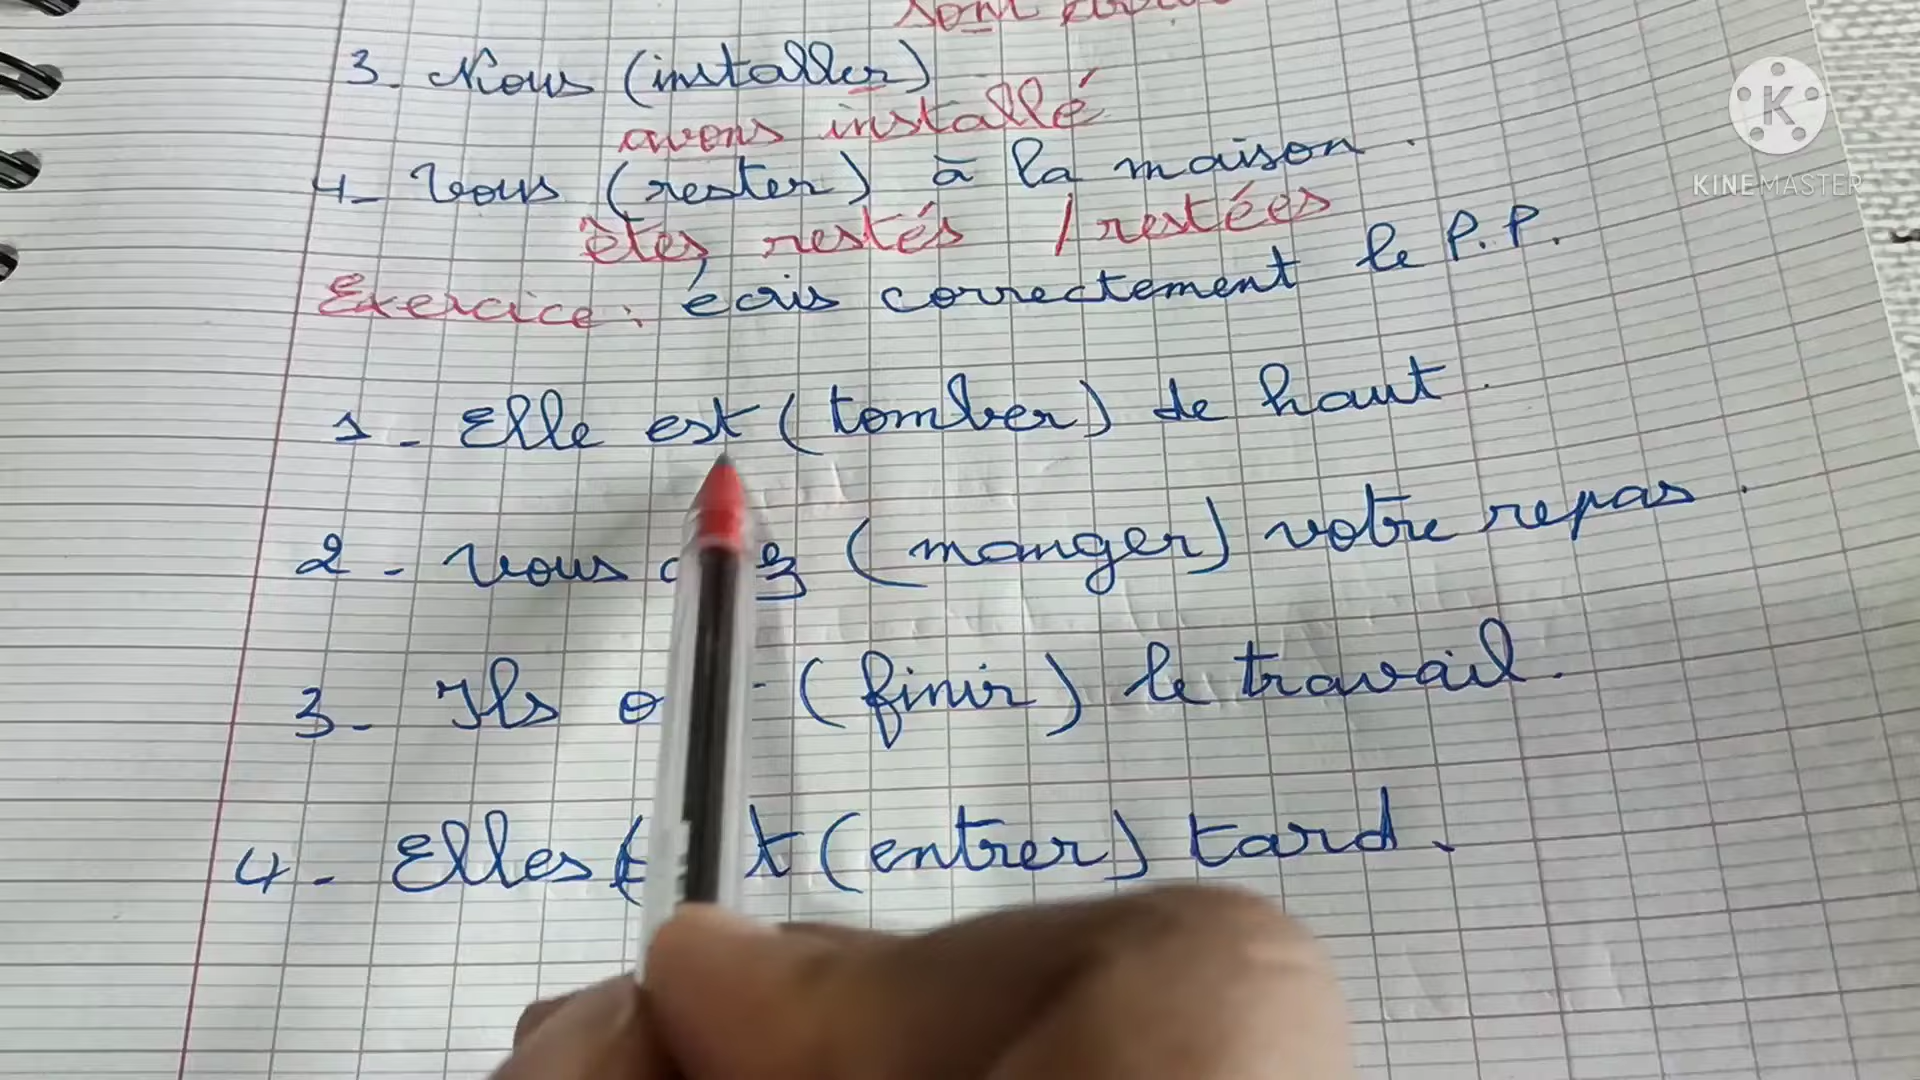 sont
3. Nous (installer)
avons installé
4- Vous (rester) à la maison.
êtes, restés / restées
Exercice: écris correctement le P.P.
1 - Elle est (tomber) de haut.
2 - vous (manger) votre repas.
3 - Ils (finir) le travail.
4 - Elles (entrer) tard.
K
KINEMASTER